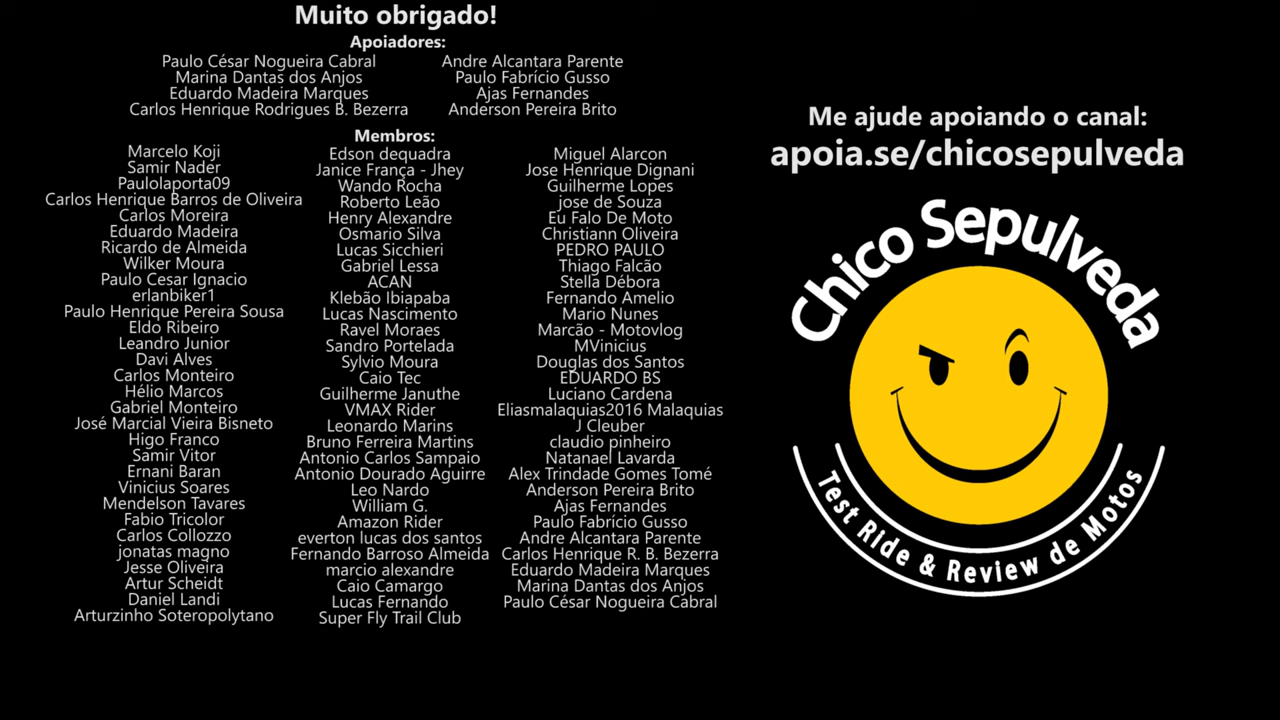 Muito obrigado!
Apoiadores:
Paulo César Nogueira Cabral
Marina Dantas dos Anjos
Eduardo Madeira Marques
Carlos Henrique Rodrigues B. Bezerra
Andre Alcantara Parente
Paulo Fabrício Gusso
Ajas Fernandes
Anderson Pereira Brito
Membros:
Marcelo Koji
Samir Nader
Paulolaporta09
Carlos Henrique Barros de Oliveira
Carlos Moreira
Eduardo Madeira
Ricardo de Almeida
Wilker Moura
Paulo Cesar Ignacio
erlanbiker1
Paulo Henrique Pereira Sousa
Eldo Ribeiro
Leandro Junior
Davi Alves
Carlos Monteiro
Hélio Marcos
Gabriel Monteiro
José Marcial Vieira Bisneto
Higo Franco
Samir Vitor
Ernani Baran
Vinicius Soares
Mendelson Tavares
Fabio Tricolor
Carlos Collozzo
jonatas magno
Jesse Oliveira
Artur Scheidt
Daniel Landi
Arturzinho Soteropolytano
Edson dequadra
Janice França - Jhey
Wando Rocha
Roberto Leão
Henry Alexandre
Osmario Silva
Lucas Sicchieri
Gabriel Lessa
ACAN
Klebão Ibiapaba
Lucas Nascimento
Ravel Moraes
Sandro Portelada
Sylvio Moura
Caio Tec
Guilherme Januthe
VMAX Rider
Leonardo Marins
Bruno Ferreira Martins
Antonio Carlos Sampaio
Antonio Dourado Aguirre
Leo Nardo
William G.
Amazon Rider
everton lucas dos santos
Fernando Barroso Almeida
marcio alexandre
Caio Camargo
Lucas Fernando
Super Fly Trail Club
Miguel Alarcon
Jose Henrique Dignani
Guilherme Lopes
jose de Souza
Eu Falo De Moto
Christiann Oliveira
PEDRO PAULO
Thiago Falcão
Stella Débora
Fernando Amelio
Mario Nunes
Marcão - Motovlog
MVinicius
Douglas dos Santos
EDUARDO BS
Luciano Cardena
Eliasmalaquias2016 Malaquias
J Cleuber
claudio pinheiro
Natanael Lavarda
Alex Trindade Gomes Tomé
Anderson Pereira Brito
Ajas Fernandes
Paulo Fabrício Gusso
Andre Alcantara Parente
Carlos Henrique R. B. Bezerra
Eduardo Madeira Marques
Marina Dantas dos Anjos
Paulo César Nogueira Cabral
Me ajude apoiando o canal:
apoia.se/chicosepulveda
Chico Sepulveda
Test Ride & Review de Motos